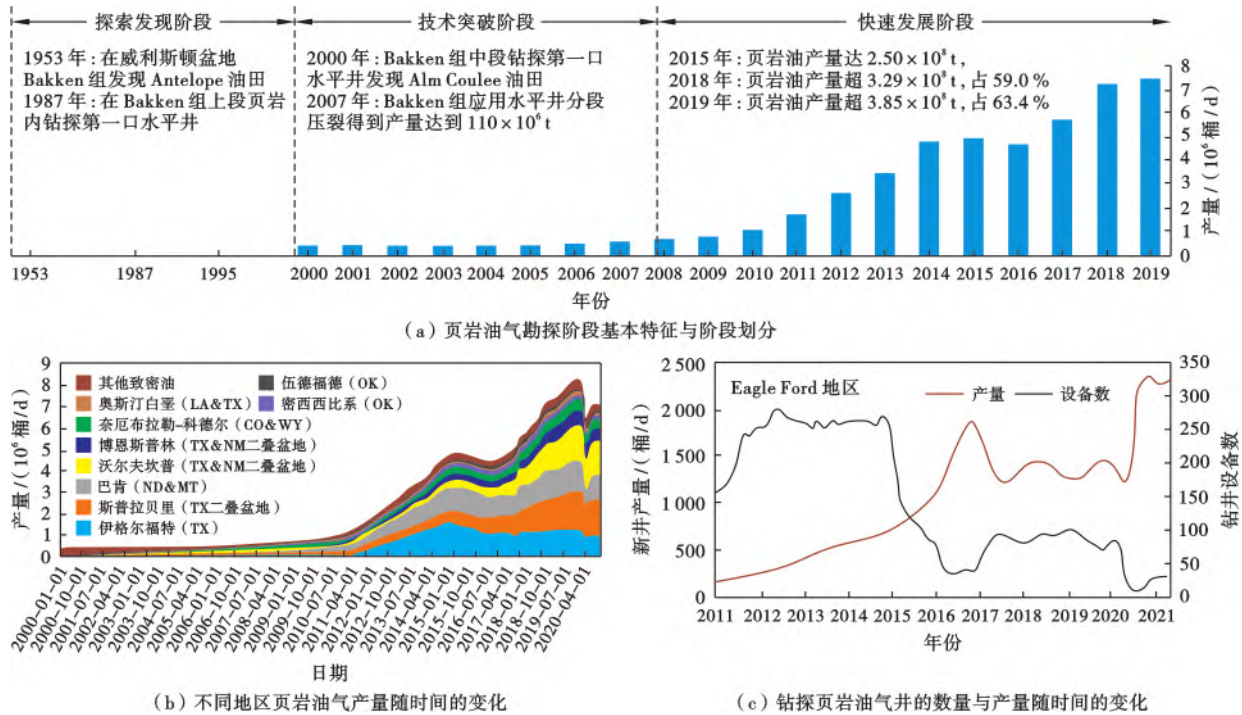 探索发现阶段
技术突破阶段
快速发展阶段
1953 年:在威利斯顿盆地
Bakken 组发现 Antelope 油田
1987 年:在 Bakken 组上段页岩
内钻探第一口水平井
2000 年:Bakken 组中段钻探第一口
水平井发现 Alm Coulee 油田
2007 年:Bakken 组应用水平井分段
压裂得到产量达到 110×10⁶ t
2015 年:页岩油产量达 2.50×10⁸ t,
2018 年:页岩油产量超 3.29×10⁸ t,占 59.0 %
2019 年:页岩油产量超 3.85×10⁸ t,占 63.4 %
8
7
6
5
4
3
2
1
0
产量/(10⁶ 桶/d)
1953 1987 1995 2000 2001 2002 2003 2004 2005 2006 2007 2008 2009 2010 2011 2012 2013 2014 2015 2016 2017 2018 2019
年份
(a)页岩油气勘探阶段基本特征与阶段划分
9
8
7
6
5
4
3
2
1
0
产量/(10⁶ 桶/d)
其他致密油
奥斯汀白垩(LA&TX)
奈厄布拉勒-科德尔(CO&WY)
博恩斯普林(TX&NM二叠盆地)
沃尔夫坎普(TX&NM二叠盆地)
巴肯(ND&MT)
斯普拉贝里(TX二叠盆地)
伊格尔福特(TX)
伍德福德(OK)
密西西比系(OK)
2000-01-01
2000-10-01
2001-07-01
2002-04-01
2003-01-01
2003-10-01
2004-07-01
2005-04-01
2006-01-01
2006-10-01
2007-07-01
2008-04-01
2009-01-01
2009-10-01
2010-07-01
2011-04-01
2012-01-01
2012-10-01
2013-07-01
2014-04-01
2015-01-01
2015-10-01
2016-07-01
2017-04-01
2018-01-01
2018-10-01
2019-07-01
2020-04-01
日期
(b)不同地区页岩油气产量随时间的变化
2 500
2 000
1 500
1 000
500
0
新井产量/(桶/d)
Eagle Ford 地区
产量
设备数
350
300
250
200
150
100
50
0
钻井设备数
2011 2012 2013 2014 2015 2016 2017 2018 2019 2020 2021
年份
(c)钻探页岩油气井的数量与产量随时间的变化